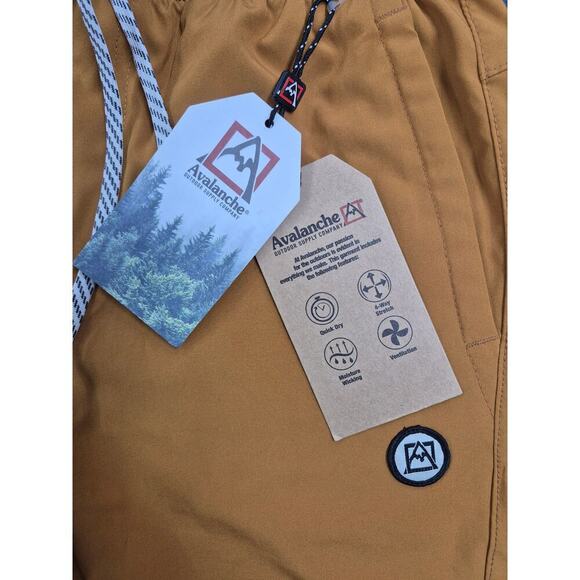 Avalanche®
OUTDOOR SUPPLY COMPANY
Avalanche
OUTDOOR SUPPLY COMPANY
At Avalanche, our passion
for the outdoors is evident in
everything we make. This garment includes
the following features:
Quick Dry
4-Way
Stretch
Moisture
Wicking
Ventilation